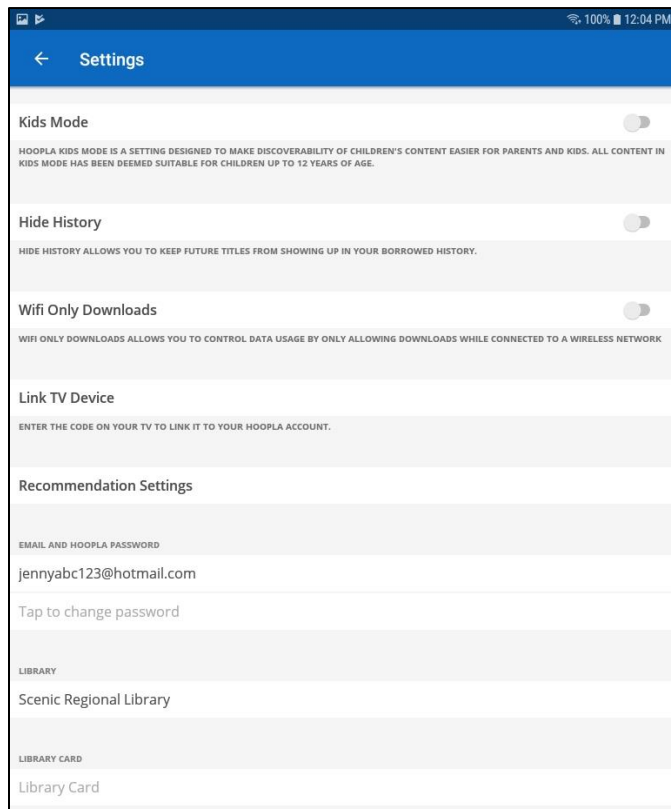 100% 12:04 PM
Settings
Kids Mode
HOOPLA KIDS MODE IS A SETTING DESIGNED TO MAKE DISCOVERABILITY OF CHILDREN'S CONTENT EASIER FOR PARENTS AND KIDS. ALL CONTENT IN
KIDS MODE HAS BEEN DEEMED SUITABLE FOR CHILDREN UP TO 12 YEARS OF AGE.
Hide History
HIDE HISTORY ALLOWS YOU TO KEEP FUTURE TITLES FROM SHOWING UP IN YOUR BORROWED HISTORY.
Wifi Only Downloads
WIFI ONLY DOWNLOADS ALLOWS YOU TO CONTROL DATA USAGE BY ONLY ALLOWING DOWNLOADS WHILE CONNECTED TO A WIRELESS NETWORK
Link TV Device
ENTER THE CODE ON YOUR TV TO LINK IT TO YOUR HOOPLA ACCOUNT.
Recommendation Settings
EMAIL AND HOOPLA PASSWORD
jennyabc123@hotmail.com
Tap to change password
LIBRARY
Scenic Regional Library
LIBRARY CARD
Library Card